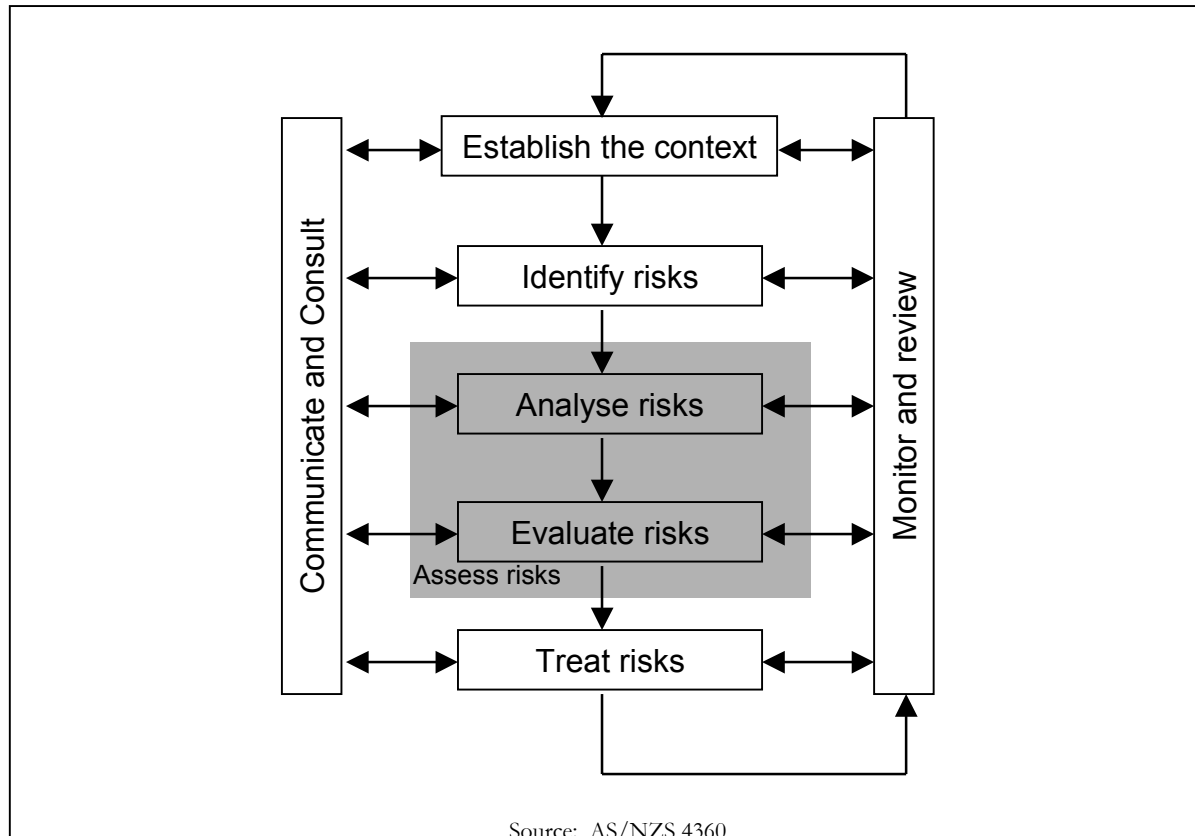 Establish the context
Communicate and Consult
Monitor and review
Identify risks
Analyse risks
Evaluate risks
Assess risks
Treat risks
Source: AS/NZS 4360